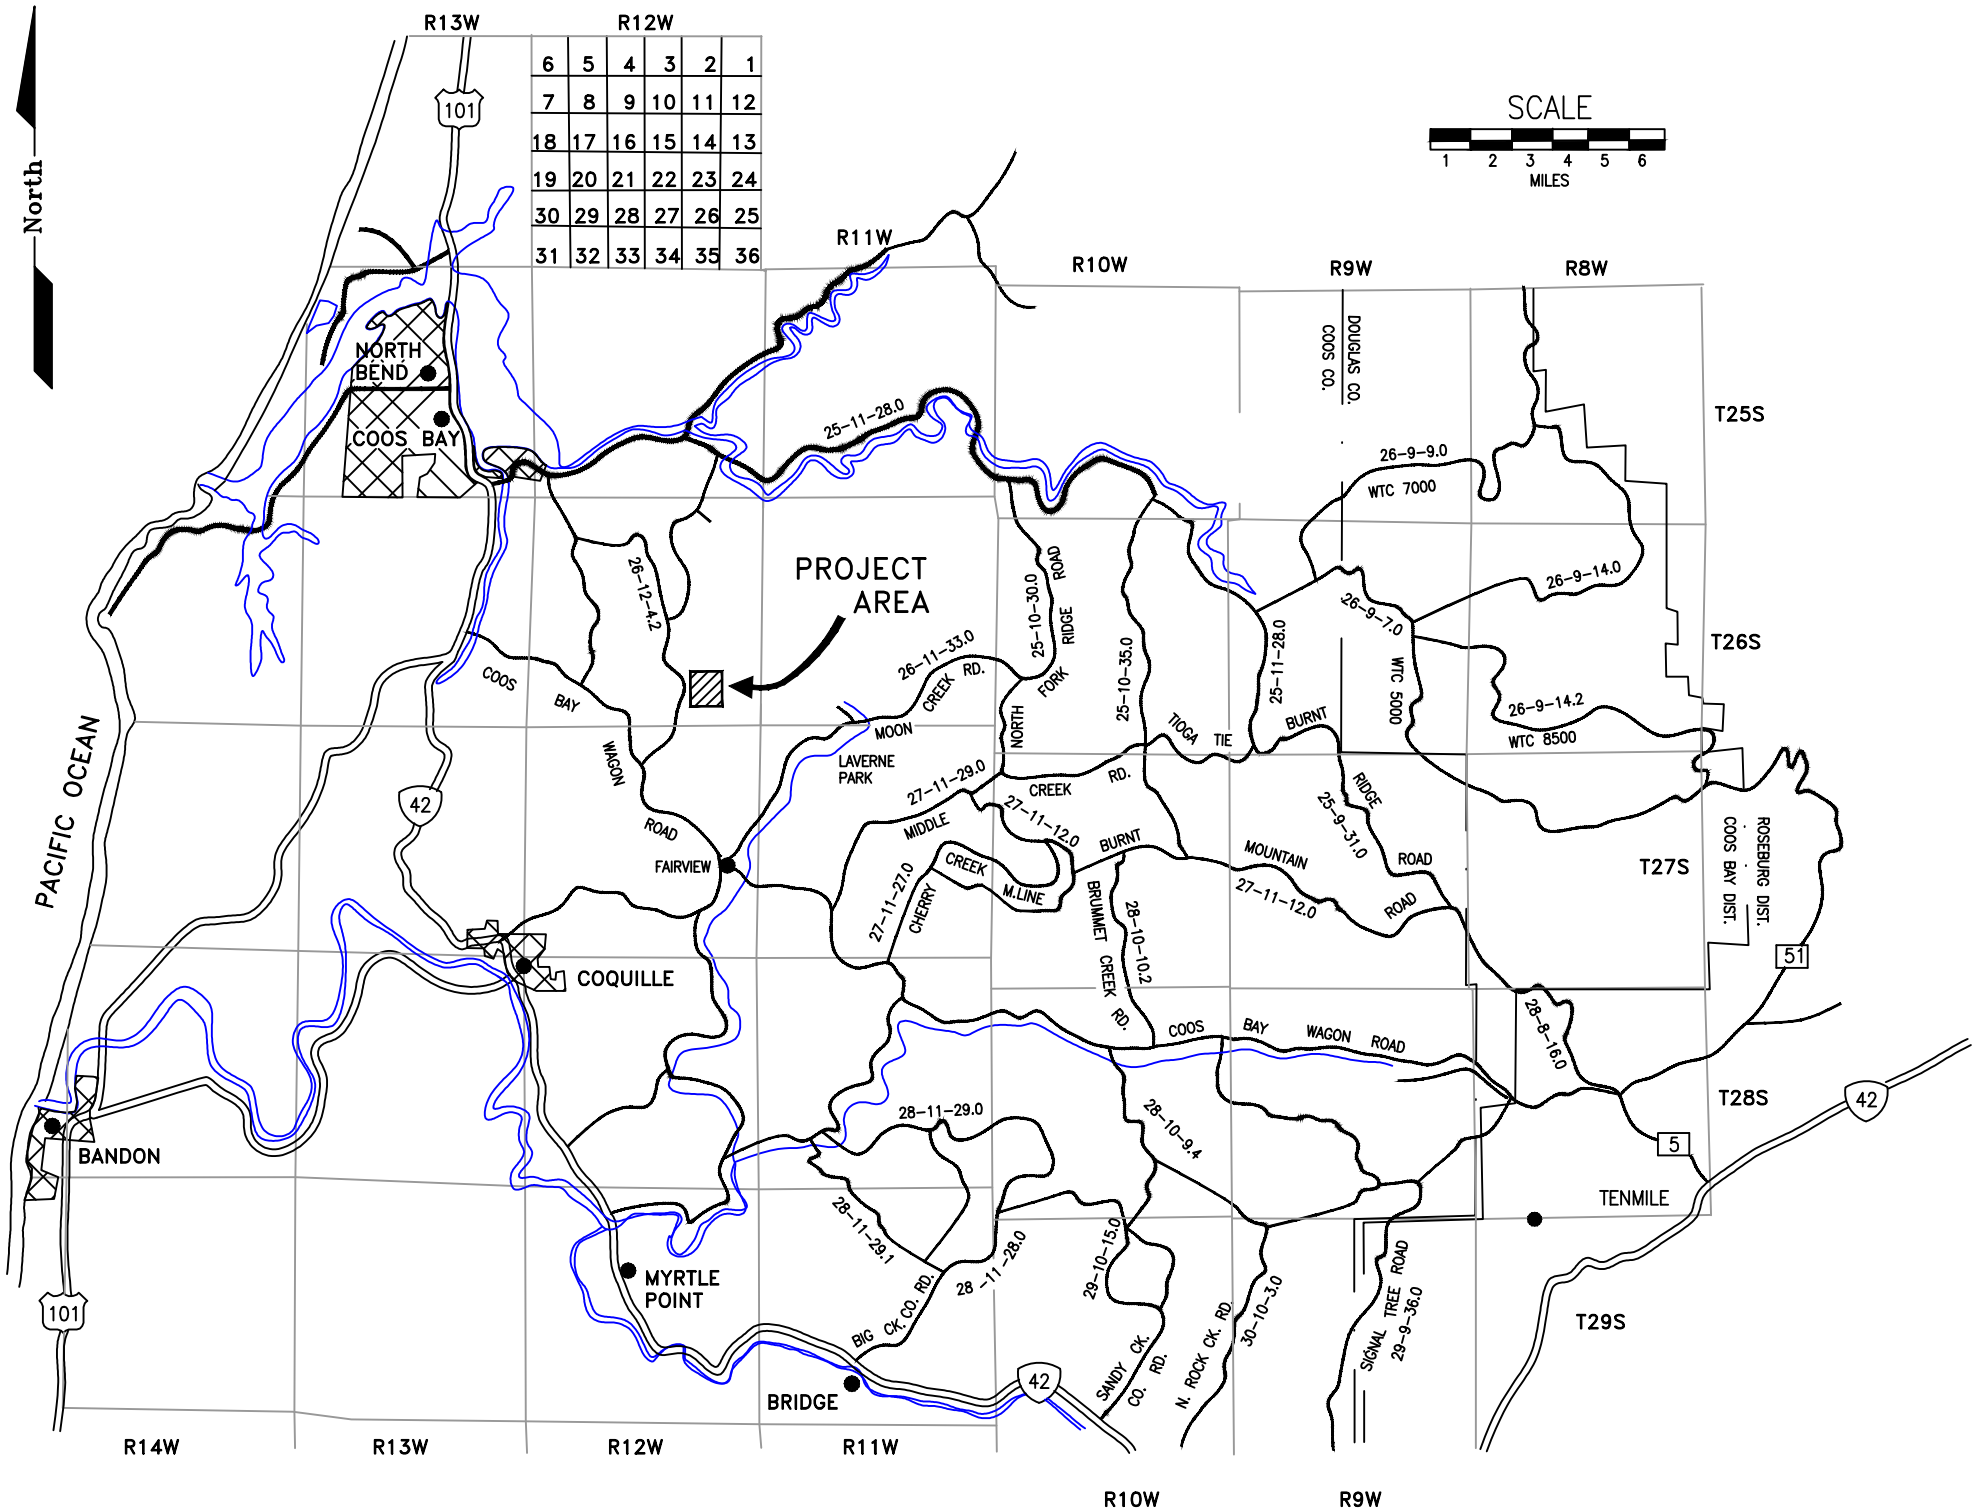 R13W
R12W
6 5 4 3 2 1
7 8 9 10 11 12
18 17 16 15 14 13
19 20 21 22 23 24
30 29 28 27 26 25
31 32 33 34 35 36
101
North
SCALE
1 2 3 4 5 6
MILES
R11W
R10W
R9W
R8W
DOUGLAS CO.
COOS CO.
NORTH
BEND
COOS BAY
25-11-28.0
T25S
26-9-9.0
WTC 7000
PROJECT
AREA
26-12-4.2
25-10-30.0
RIDGE ROAD
26-9-14.0
26-9-7.0
T26S
COOS BAY
WAGON
ROAD
26-11-33.0
MOON CREEK RD.
NORTH FORK
25-10-35.0
25-11-28.0
WTC 5000
26-9-14.2
WTC 8500
TIOGA TIE
BURNT
RIDGE
25-9-31.0
ROAD
PACIFIC OCEAN
42
LAVERNE
PARK
27-11-29.0
MIDDLE
CREEK RD.
27-11-12.0
BURNT
MOUNTAIN
27-11-12.0
ROAD
ROSEBURG DIST.
COOS BAY DIST.
T27S
FAIRVIEW
27-11-27.0
CHERRY
CREEK
M.LINE
BRUMMET CREEK RD.
28-10-10.2
51
COQUILLE
COOS BAY WAGON ROAD
28-8-16.0
T28S
42
BANDON
28-11-29.0
28-10-9.4
5
TENMILE
28-11-29.1
28 -11-28.0
29-10-15.0
30-10-3.0
SIGNAL TREE ROAD
29-9-36.0
T29S
MYRTLE
POINT
BIG CK. CO. RD.
SANDY CK.
CO. RD.
N. ROCK CK. RD.
101
BRIDGE
42
R14W
R13W
R12W
R11W
R10W
R9W